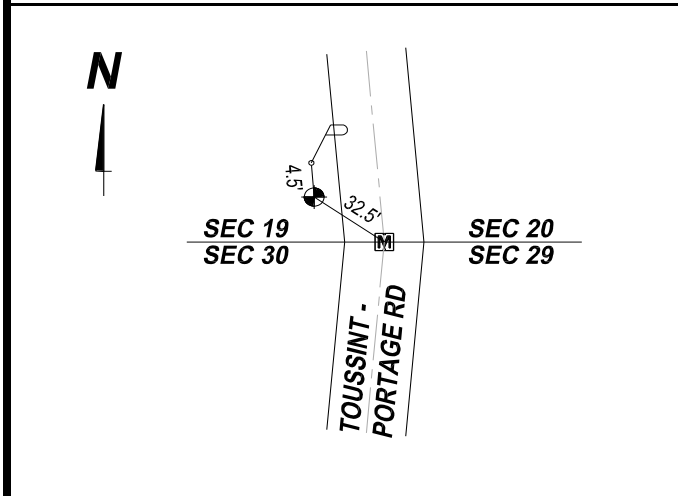 N
4.5'
32.5'
SEC 19
SEC 20
M
SEC 30
SEC 29
TOUSSINT -
PORTAGE RD